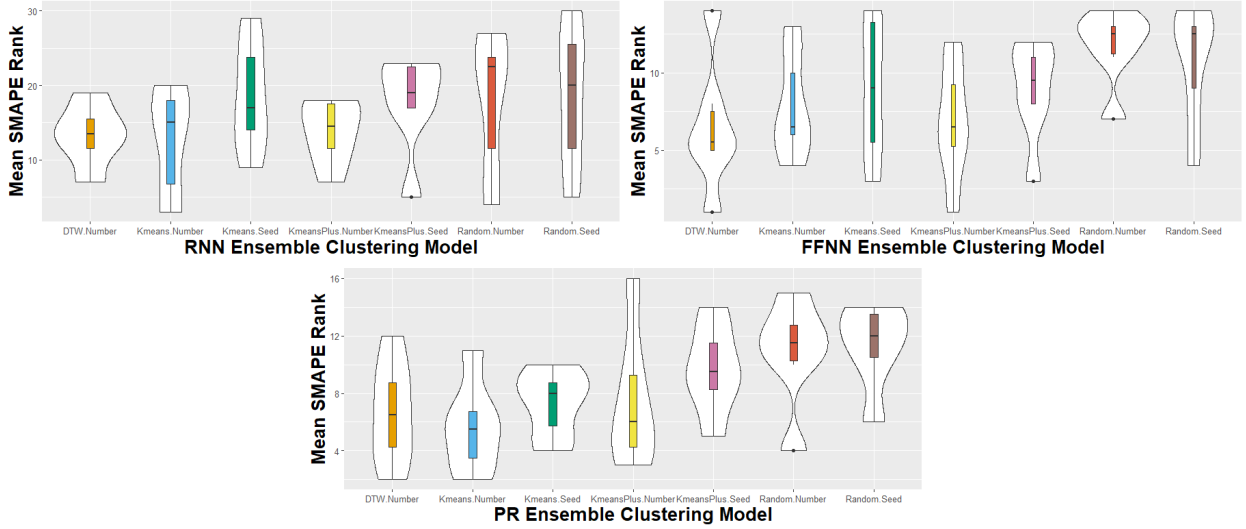 Mean SMAPE Rank
30
20
10
DTW.Number Kmeans.Number Kmeans.Seed KmeansPlus.Number KmeansPlus.Seed Random.Number Random.Seed
RNN Ensemble Clustering Model
Mean SMAPE Rank
10
5
DTW.Number Kmeans.Number Kmeans.Seed KmeansPlus.Number KmeansPlus.Seed Random.Number Random.Seed
FFNN Ensemble Clustering Model
Mean SMAPE Rank
16
12
8
4
DTW.Number Kmeans.Number Kmeans.Seed KmeansPlus.Number KmeansPlus.Seed Random.Number Random.Seed
PR Ensemble Clustering Model